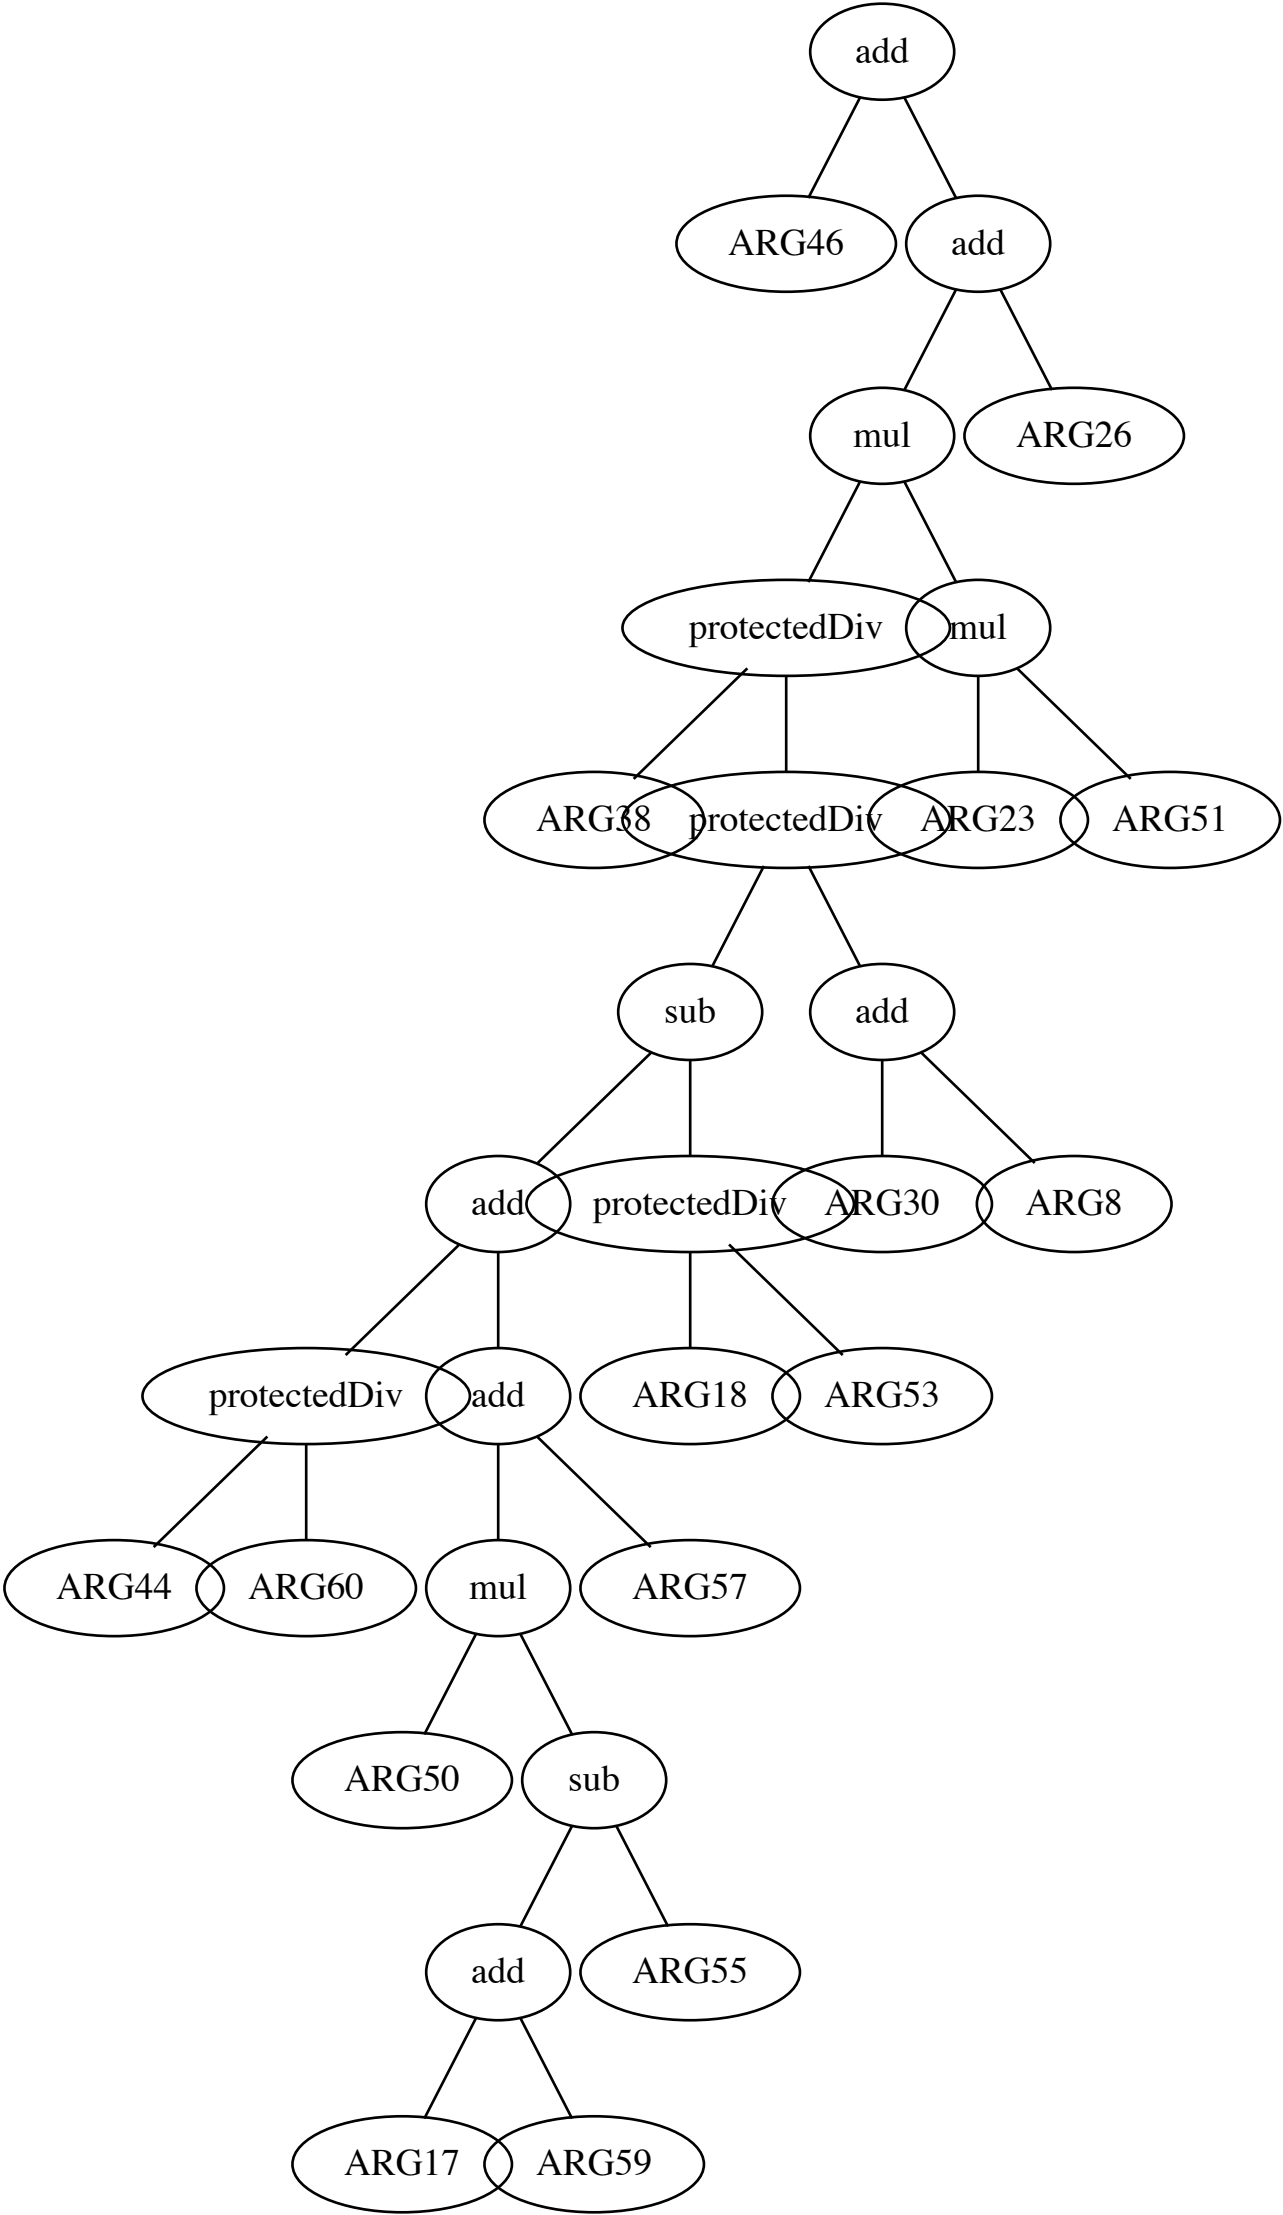 add
ARG46 add
mul ARG26
protectedDiv mul
ARG38 protectedDiv ARG23 ARG51
sub add
add protectedDiv ARG30 ARG8
protectedDiv add ARG18 ARG53
ARG44 ARG60 mul ARG57
ARG50 sub
add ARG55
ARG17 ARG59